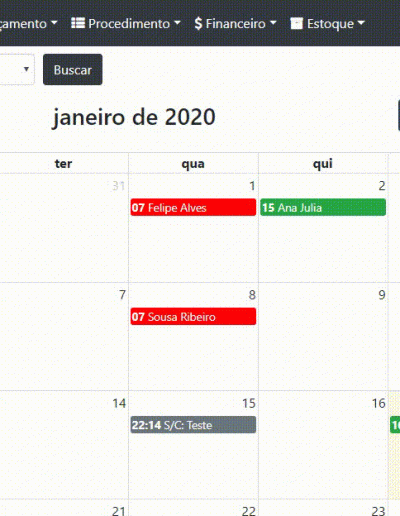 çamento Procedimento $ Financeiro Estoque
Buscar
janeiro de 2020
ter qua qui
31 1 2
07 Felipe Alves 15 Ana Julia
7 8 9
07 Sousa Ribeiro
14 15 16
22:14 S/C: Teste
21 22 23